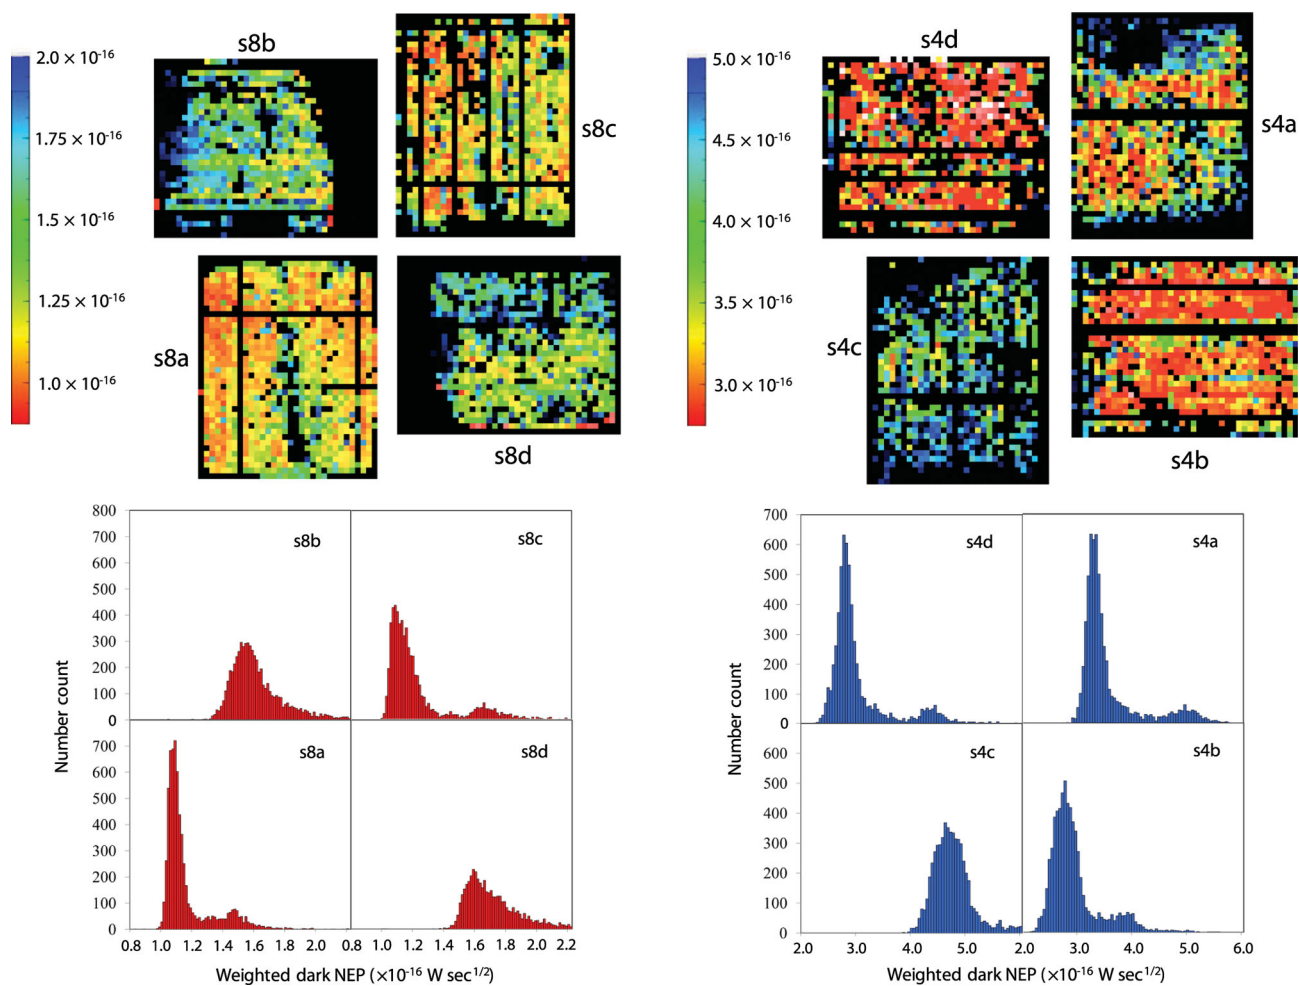 s8b
s8c
s8a
s8d
2.0 × 10-16
1.75 × 10-16
1.5 × 10-16
1.25 × 10-16
1.0 × 10-16
s4d
s4a
s4c
s4b
5.0 × 10-16
4.5 × 10-16
4.0 × 10-16
3.5 × 10-16
3.0 × 10-16
800
700
600
500
400
300
200
100
0
700
600
500
400
300
200
100
0
s8b
s8c
s8a
s8d
Number count
0.8 1.0 1.2 1.4 1.6 1.8 2.0 0.8 1.0 1.2 1.4 1.6 1.8 2.0 2.2
Weighted dark NEP (×10-16 W sec1/2)
700
600
500
400
300
200
100
0
600
500
400
300
200
100
0
s4d
s4a
s4c
s4b
Number count
2.0 3.0 4.0 5.0 2.0 3.0 4.0 5.0 6.0
Weighted dark NEP (×10-16 W sec1/2)